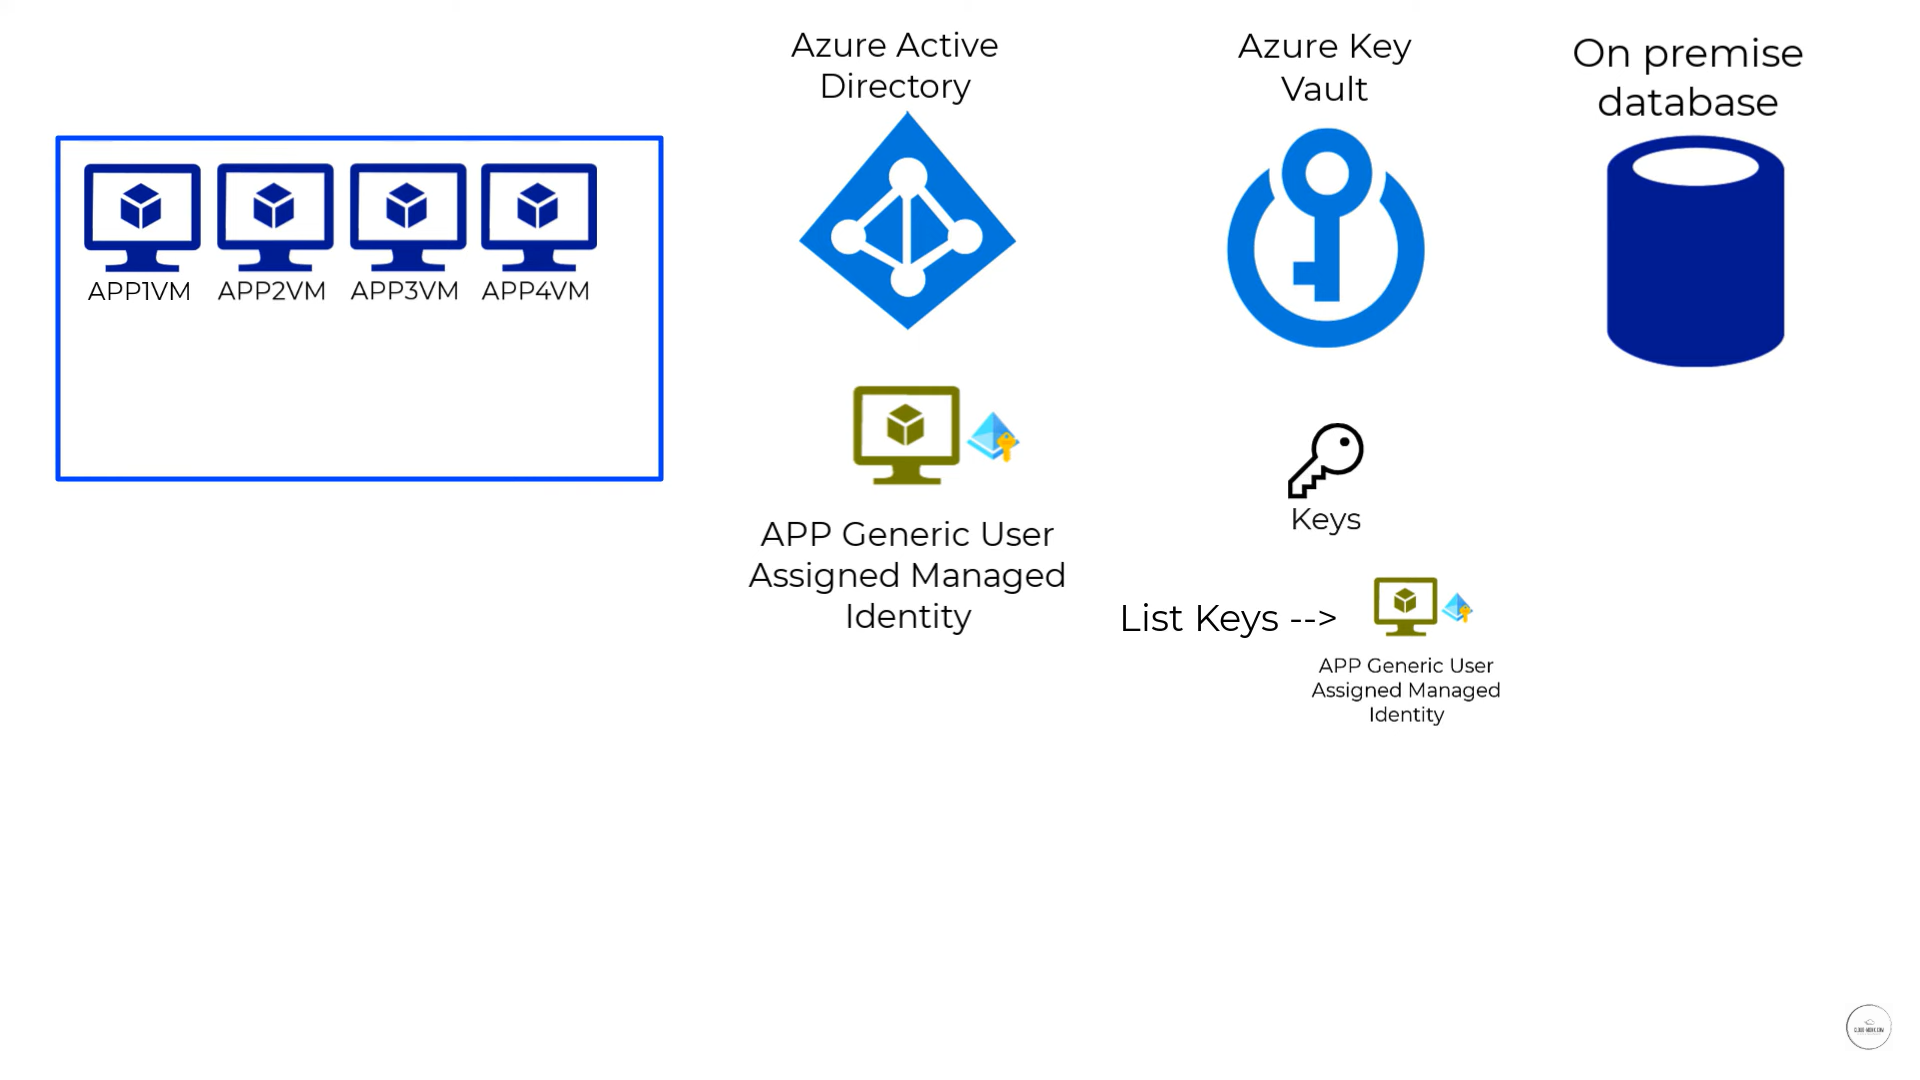 Azure Active
Directory
Azure Key
Vault
On premise
database
APP1VM
APP2VM
APP3VM
APP4VM
APP Generic User
Assigned Managed
Identity
Keys
List Keys -->
APP Generic User
Assigned Managed
Identity